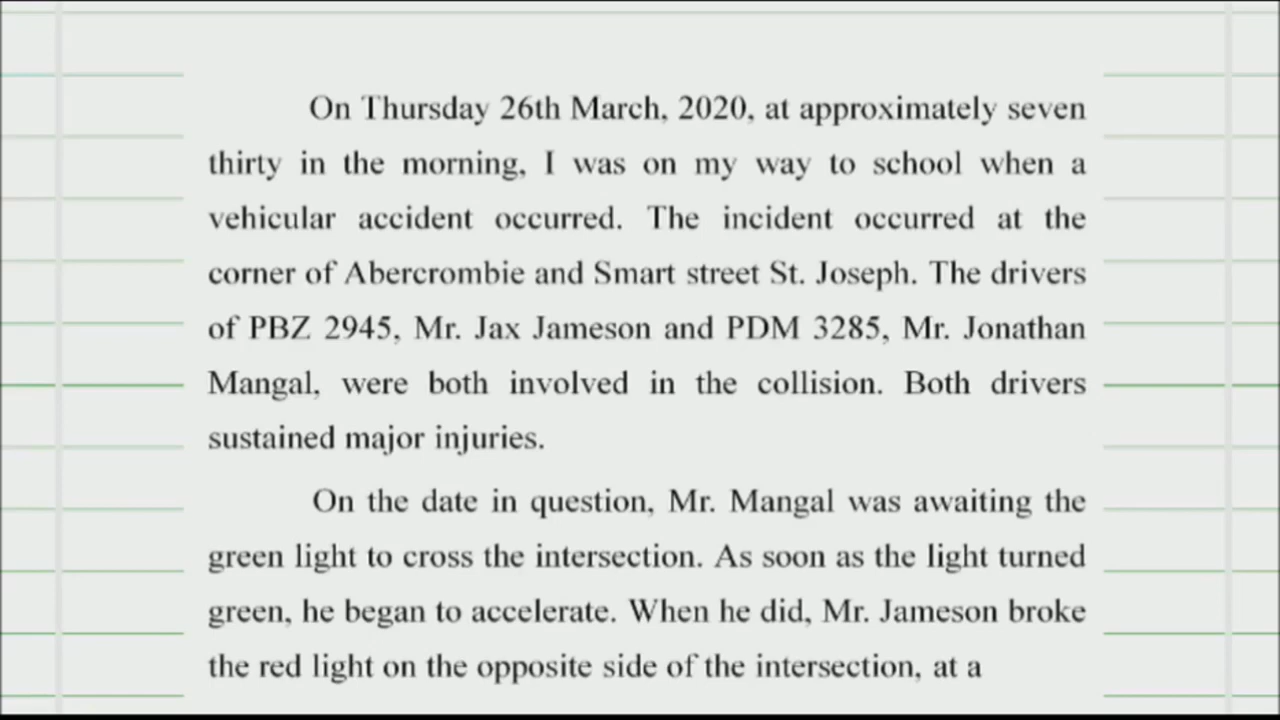 On Thursday 26th March, 2020, at approximately seven
thirty in the morning, I was on my way to school when a
vehicular accident occurred. The incident occurred at the
corner of Abercrombie and Smart street St. Joseph. The drivers
of PBZ 2945, Mr. Jax Jameson and PDM 3285, Mr. Jonathan
Mangal, were both involved in the collision. Both drivers
sustained major injuries.
On the date in question, Mr. Mangal was awaiting the
green light to cross the intersection. As soon as the light turned
green, he began to accelerate. When he did, Mr. Jameson broke
the red light on the opposite side of the intersection, at a